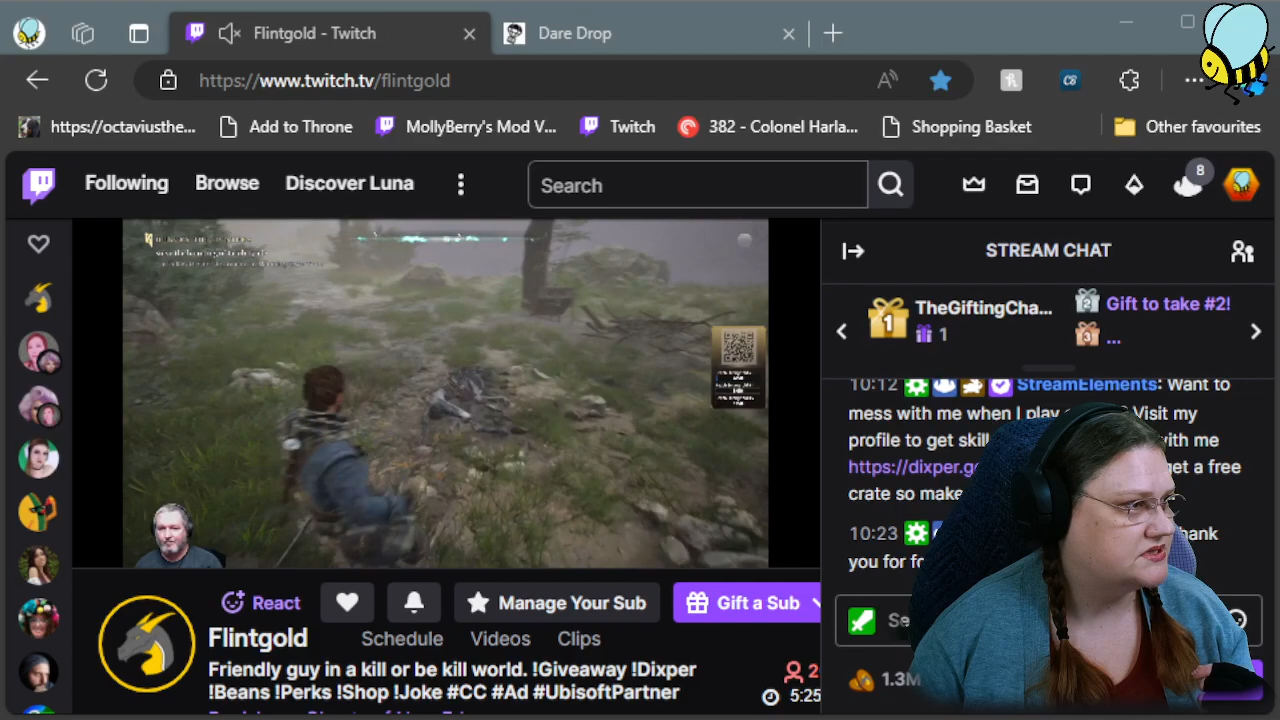 Flintgold - Twitch
Dare Drop
https://www.twitch.tv/flintgold
https://octaviusthe...
Add to Throne
MollyBerry's Mod V...
Twitch
382 - Colonel Harla...
Shopping Basket
Other favourites
Following
Browse
Discover Luna
Search
8
STREAM CHAT
1
TheGiftingCha...
1
2
Gift to take #2!
3
...
10:12 StreamElements: Want to
mess with me when I play Visit my
profile to get skil with me
https://dixper.g get a free
crate so make
10:23
you for
React
Manage Your Sub
Gift a Sub
Flintgold
Schedule
Videos
Clips
Friendly guy in a kill or be kill world. !Giveaway !Dixper
!Beans !Perks !Shop !Joke #CC #Ad #UbisoftPartner
2
5:25
1.3M